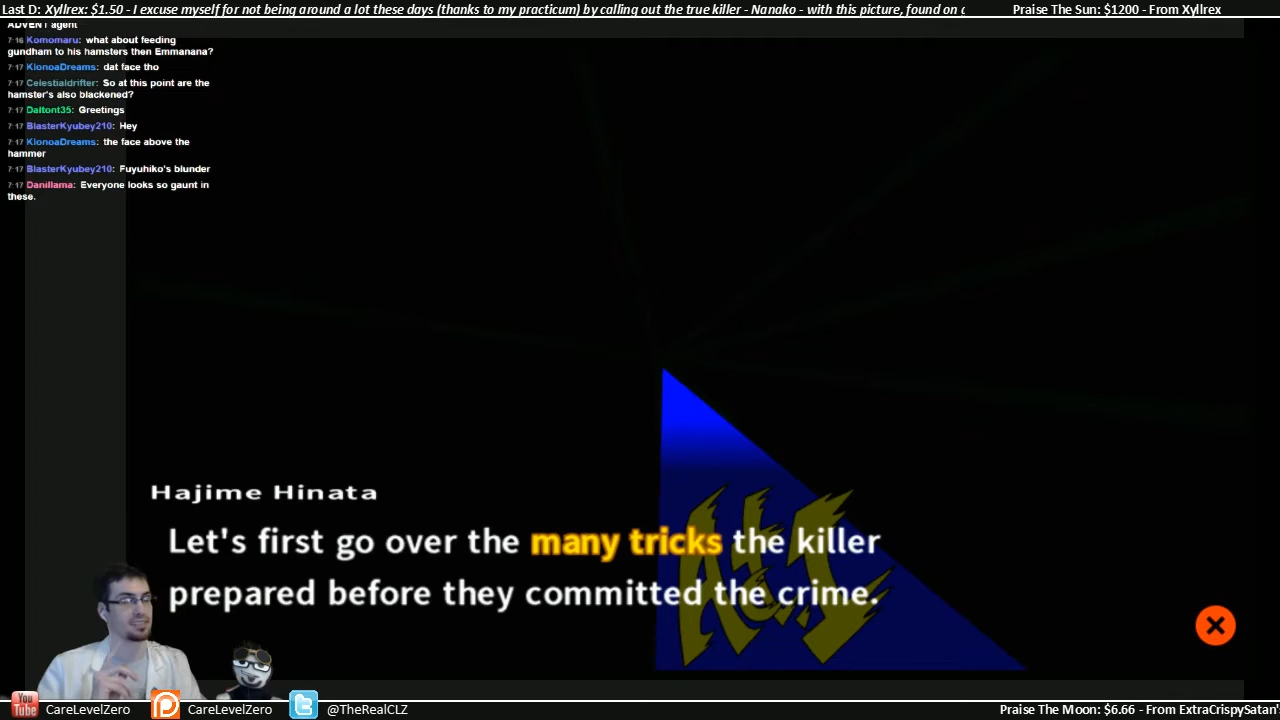 Last D: Xyllrex: $1.50 - I excuse myself for not being around a lot these days (thanks to my practicum) by calling out the true killer - Nanako - with this picture, found on
Praise The Sun: $1200 - From Xyllrex
ADVENT agent
7:16 Komomaru: what about feeding
gundham to his hamsters then Emmanana?
7:17 KlonoaDreams: dat face tho
7:17 Celestialdrifter: So at this point are the
hamster's also blackened?
7:17 Daltont35: Greetings
7:17 BlasterKyubey210: Hey
7:17 KlonoaDreams: the face above the
hammer
7:17 BlasterKyubey210: Fuyuhiko's blunder
7:17 Danillama: Everyone looks so gaunt in
these.
Hajime Hinata
Let's first go over the many tricks the killer
prepared before they committed the crime.
Act.1
You
Tube
CareLevelZero
CareLevelZero
@TheRealCLZ
Praise The Moon: $6.66 - From ExtraCrispySatan'